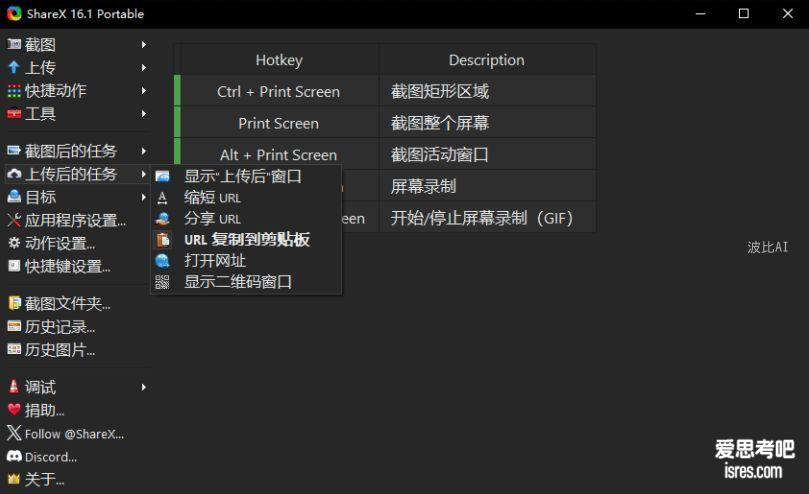 ShareX 16.1 Portable
截图
上传
快捷动作
工具
截图后的任务
上传后的任务
目标
应用程序设置...
动作设置...
快捷键设置...
截图文件夹...
历史记录...
历史图片...
调试
捐助...
Follow @ShareX...
Discord...
关于...
Hotkey Description
Ctrl + Print Screen 截图矩形区域
Print Screen 截图整个屏幕
Alt + Print Screen 截图活动窗口
屏幕录制
开始/停止屏幕录制（GIF）
显示"上传后"窗口
缩短 URL
分享 URL
URL 复制到剪贴板
打开网址
显示二维码窗口
波比AI
爱思考吧
isres.com